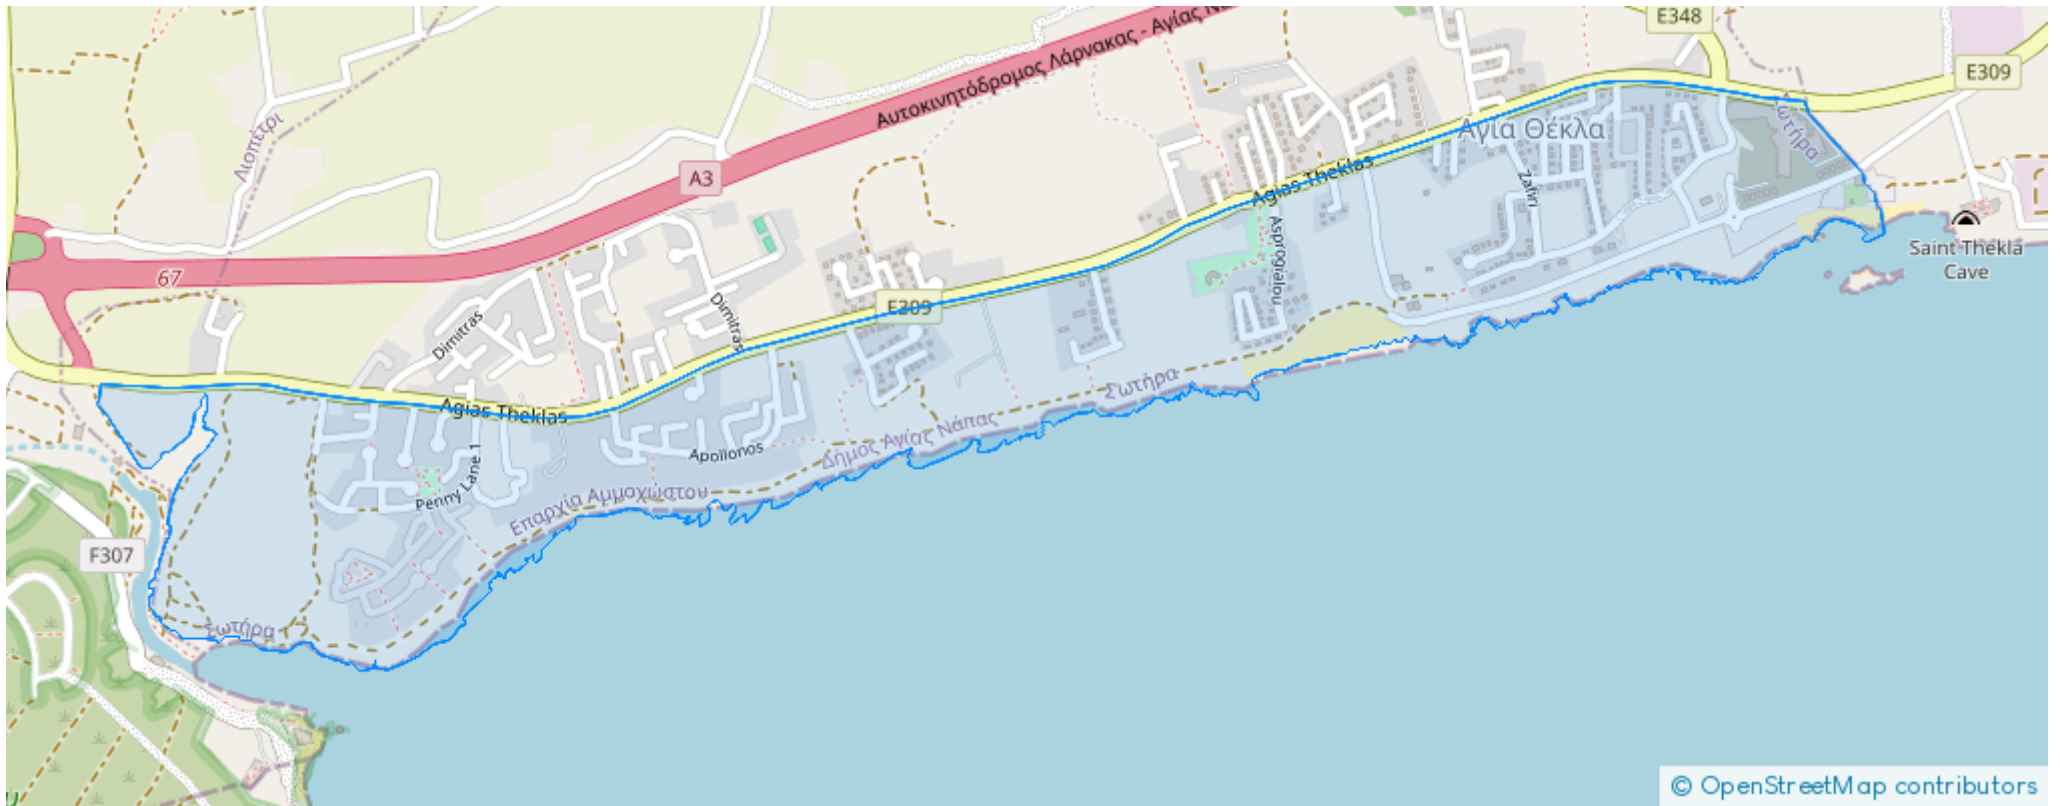 E348
Αυτοκινητόδρομος Λάρνακας - Αγίας
E309
Λιοπέτρι
Σωτήρα
Αγία Θέκλα
Agias Theklas
A3
Zafiri
Asprogialou
Saint Thekla
Cave
67
Dimitras
Dimitras
E309
Agias Theklas
Σωτήρα
Δήμος Αγίας Νάπας
Apollonos
Penny Lane 1
Επαρχία Αμμοχώστου
F307
Σωτήρα
© OpenStreetMap contributors